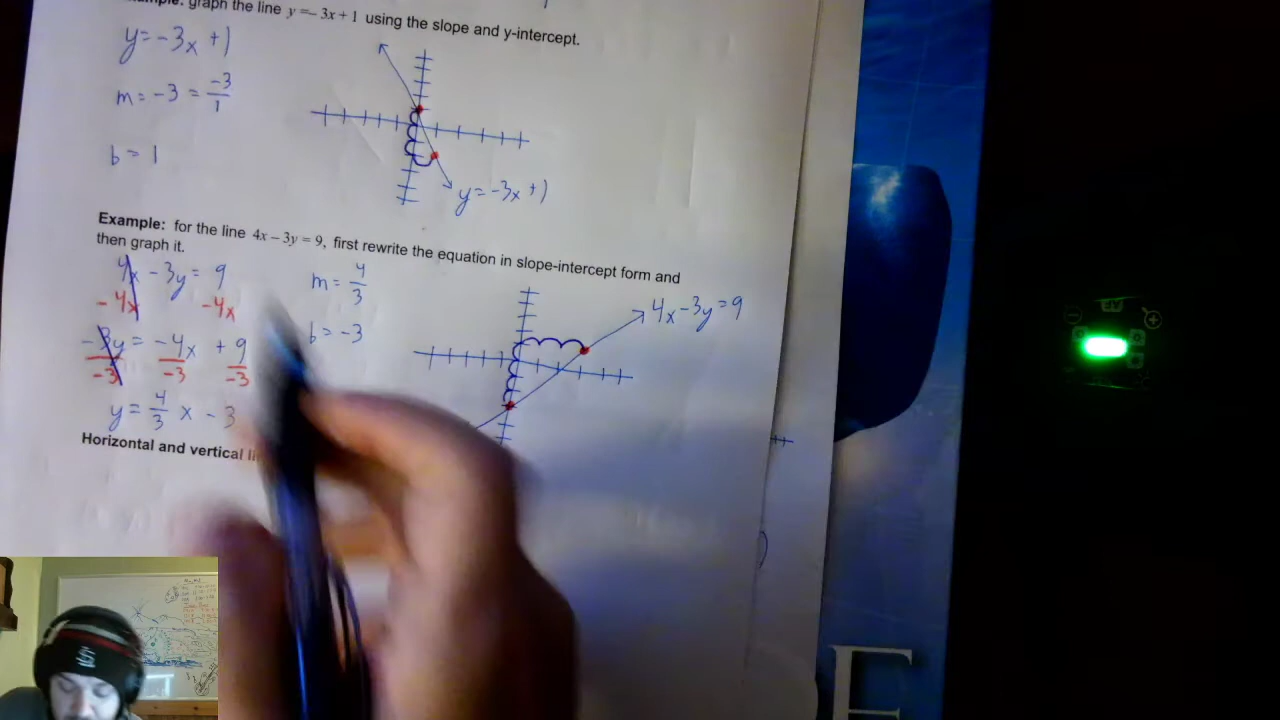 graph the line y = – 3x + 1 using the slope and y-intercept.
y = -3x + 1
m = -3 = -3/1
b = 1
y = -3x + 1
Example: for the line 4x – 3y = 9, first rewrite the equation in slope-intercept form and
then graph it.
4x - 3y = 9
-4x -4x
-3y = -4x + 9
-3 -3 -3
y = 4/3 x - 3
m = 4/3
b = -3
4x - 3y = 9
Horizontal and vertical
E
AF